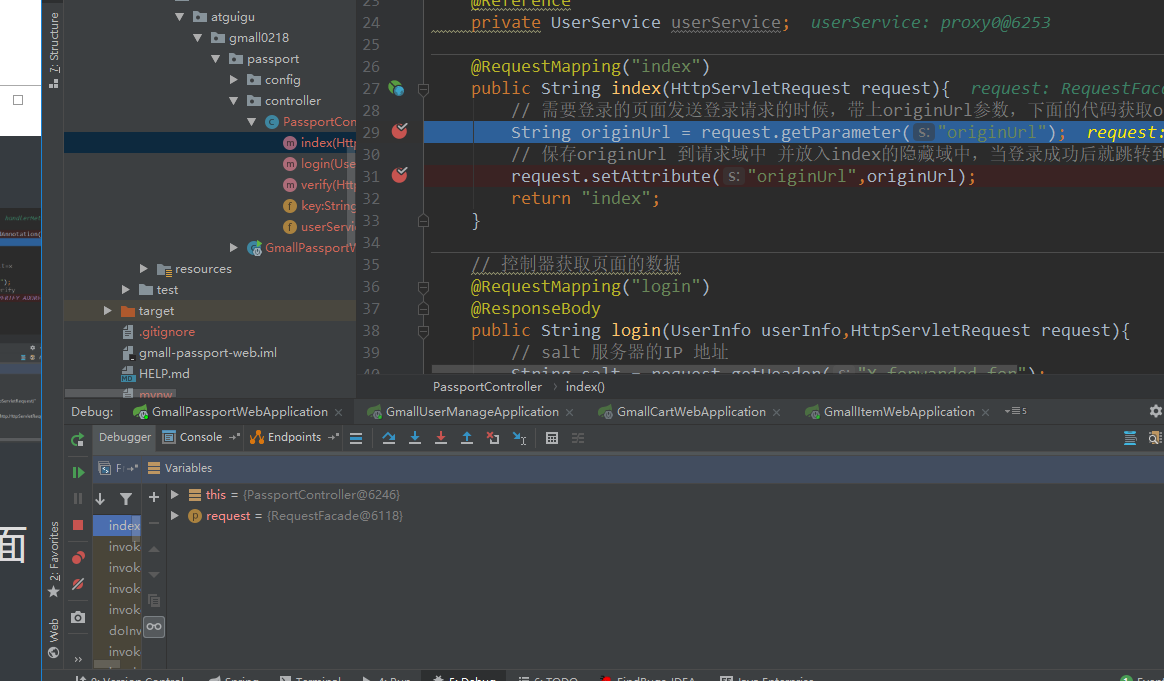 7: Structure
atguigu
gmall0218
passport
config
controller
PassportCon
index(Htt
login(Use
verify(Htt
key:String
userServi
GmallPassportW
resources
test
target
.gitignore
gmall-passport-web.iml
HELP.md
mvnw
23 @Reference
24 private UserService userService; userService: proxy0@6253
25
26 @RequestMapping("index")
27 public String index(HttpServletRequest request){ request: RequestFaca
28 // 需要登录的页面发送登录请求的时候，带上originUrl参数，下面的代码获取o
29 String originUrl = request.getParameter( s: "originUrl"); request:
30 // 保存originUrl 到请求域中 并放入index的隐藏域中，当登录成功后就跳转到
31 request.setAttribute( s: "originUrl",originUrl);
32 return "index";
33 }
34
35 // 控制器获取页面的数据
36 @RequestMapping("login")
37 @ResponseBody
38 public String login(UserInfo userInfo,HttpServletRequest request){
39 // salt 服务器的IP 地址
40 String salt = request.getHeader( s: "X-forwarded-for");
PassportController › index()
Debug: GmallPassportWebApplication × GmallUserManageApplication × GmallCartWebApplication × GmallItemWebApplication × 5
Debugger Console Endpoints
F Variables
this = {PassportController@6246}
request = {RequestFacade@6118}
index
invok
invok
invok
invok
doInv
invok
2: Favorites
Web
面
9: Version Control Spring Terminal 4: Run 5: Debug 6: TODO FindBugs-IDEA Java Enterprise 1 Even